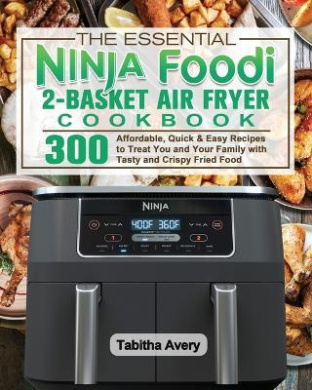 THE ESSENTIAL
NINJA Foodi
2-BASKET AIR FRYER
COOKBOOK
300
Affordable, Quick & Easy Recipes
to Treat You and Your Family with
Tasty and Crispy Fried Food
NINJA
400F 360F
1
2
Tabitha Avery